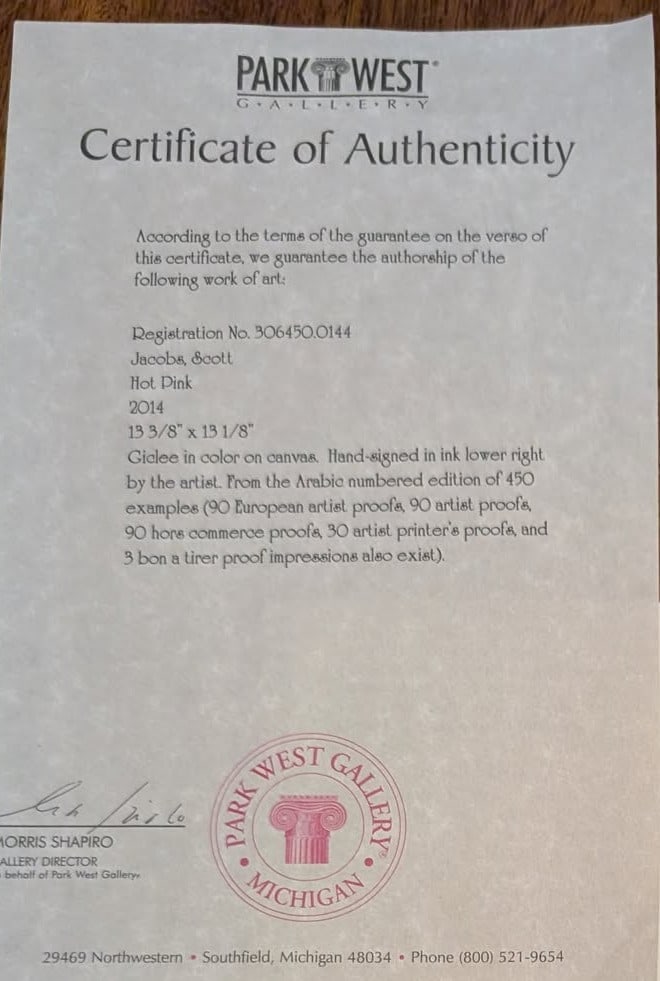 PARK WEST®
G•A•L•L•E•R•Y
Certificate of Authenticity
According to the terms of the guarantee on the verso of
this certificate, we guarantee the authorship of the
following work of art:
Registration No. 306450.0144
Jacobs, Scott
Hot Pink
2014
13 3/8" x 13 1/8"
Giclee in color on canvas. Hand-signed in ink lower right
by the artist. From the Arabic numbered edition of 450
examples (90 European artist proofs, 90 artist proofs,
90 hors commerce proofs, 30 artist printer's proofs, and
3 bon a tirer proof impressions also exist).
PARK WEST GALLERY®
• MICHIGAN •
MORRIS SHAPIRO
ALLERY DIRECTOR
behalf of Park West Gallery®
29469 Northwestern • Southfield, Michigan 48034 • Phone (800) 521-9654